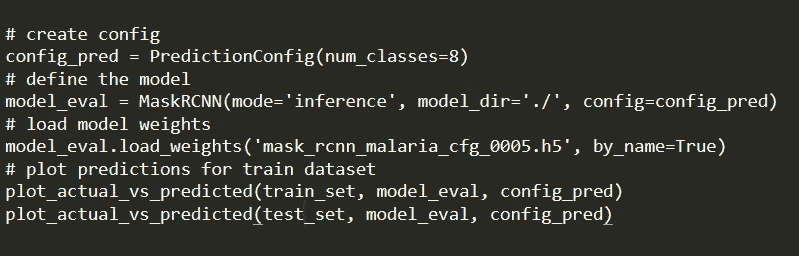 # create config
config_pred = PredictionConfig(num_classes=8)
# define the model
model_eval = MaskRCNN(mode='inference', model_dir='./', config=config_pred)
# load model weights
model_eval.load_weights('mask_rcnn_malaria_cfg_0005.h5', by_name=True)
# plot predictions for train dataset
plot_actual_vs_predicted(train_set, model_eval, config_pred)
plot_actual_vs_predicted(test_set, model_eval, config_pred)